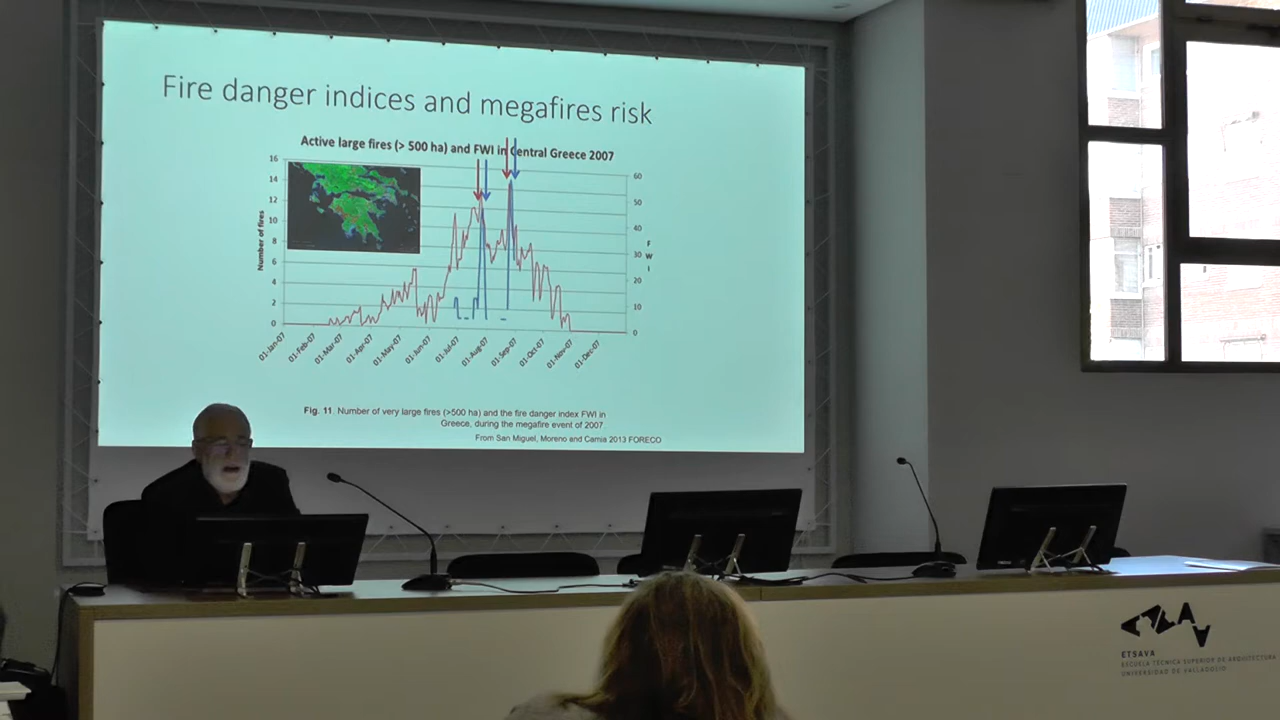 Fire danger indices and megafires risk
Active large fires (> 500 ha) and FWI in Central Greece 2007
16
14
12
10
8
6
4
2
0
Number of fires
60
50
40
30
20
10
0
F
W
I
01-Jan-07
01-Feb-07
01-Mar-07
01-Apr-07
01-May-07
01-Jun-07
01-Jul-07
01-Aug-07
01-Sep-07
01-Oct-07
01-Nov-07
01-Dec-07
Fig. 11. Number of very large fires (>500 ha) and the fire danger index FWI in
Greece, during the megafire event of 2007.
From San Miguel, Moreno and Camia 2013 FORECO
ETSAVA
ESCUELA TÉCNICA SUPERIOR DE ARQUITECTURA
UNIVERSIDAD DE VALLADOLID